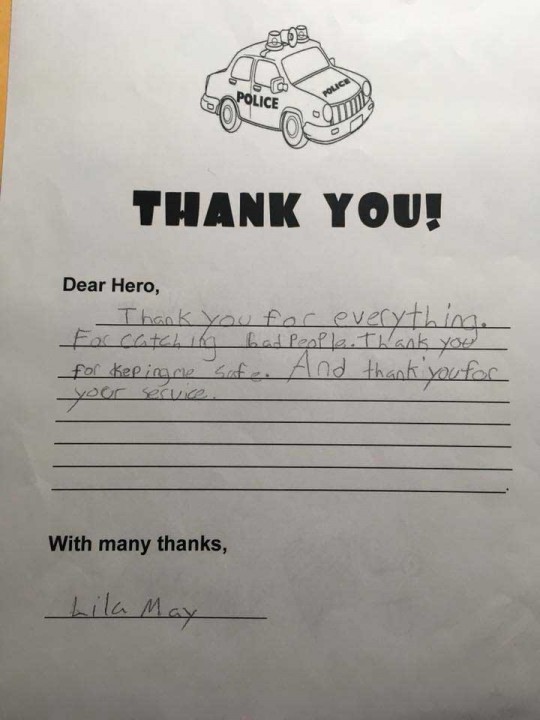 POLICE
POLICE
THANK YOU!
Dear Hero,
Thank you for everything.
For catching bad People. Thank you
for keping me safe. And thank you for
your service.
With many thanks,
Lila May